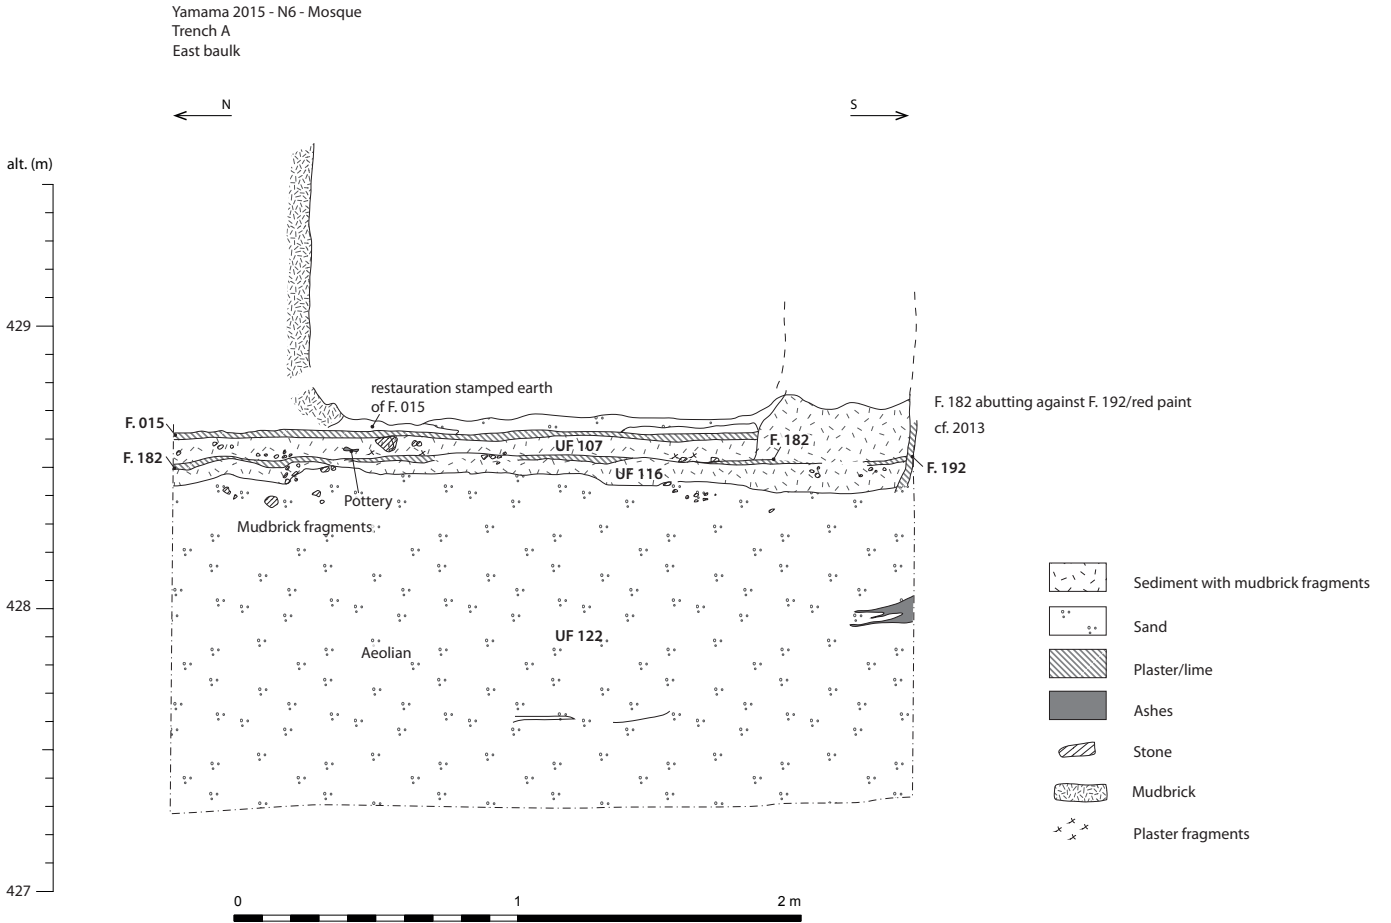 Yamama 2015 - N6 - Mosque
Trench A
East baulk
N
S
alt. (m)
429
428
427
restauration stamped earth
of F. 015
F. 015
F. 182
UF 107
F. 182
UF 116
F. 182 abutting against F. 192/red paint
cf. 2013
F. 192
Pottery
Mudbrick fragments
UF 122
Aeolian
Sediment with mudbrick fragments
Sand
Plaster/lime
Ashes
Stone
Mudbrick
Plaster fragments
0
1
2 m